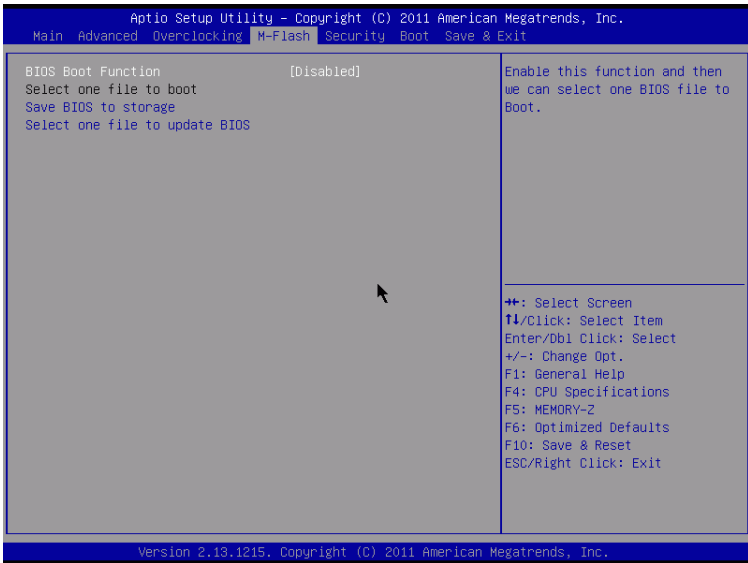 Aptio Setup Utility – Copyright (C) 2011 American Megatrends, Inc.
Main Advanced Overclocking M-Flash Security Boot Save & Exit
BIOS Boot Function [Disabled]
Select one file to boot
Save BIOS to storage
Select one file to update BIOS
Enable this function and then
we can select one BIOS file to
Boot.
→←: Select Screen
↑↓/Click: Select Item
Enter/Dbl Click: Select
+/-: Change Opt.
F1: General Help
F4: CPU Specifications
F5: MEMORY-Z
F6: Optimized Defaults
F10: Save & Reset
ESC/Right Click: Exit
Version 2.13.1215. Copyright (C) 2011 American Megatrends, Inc.